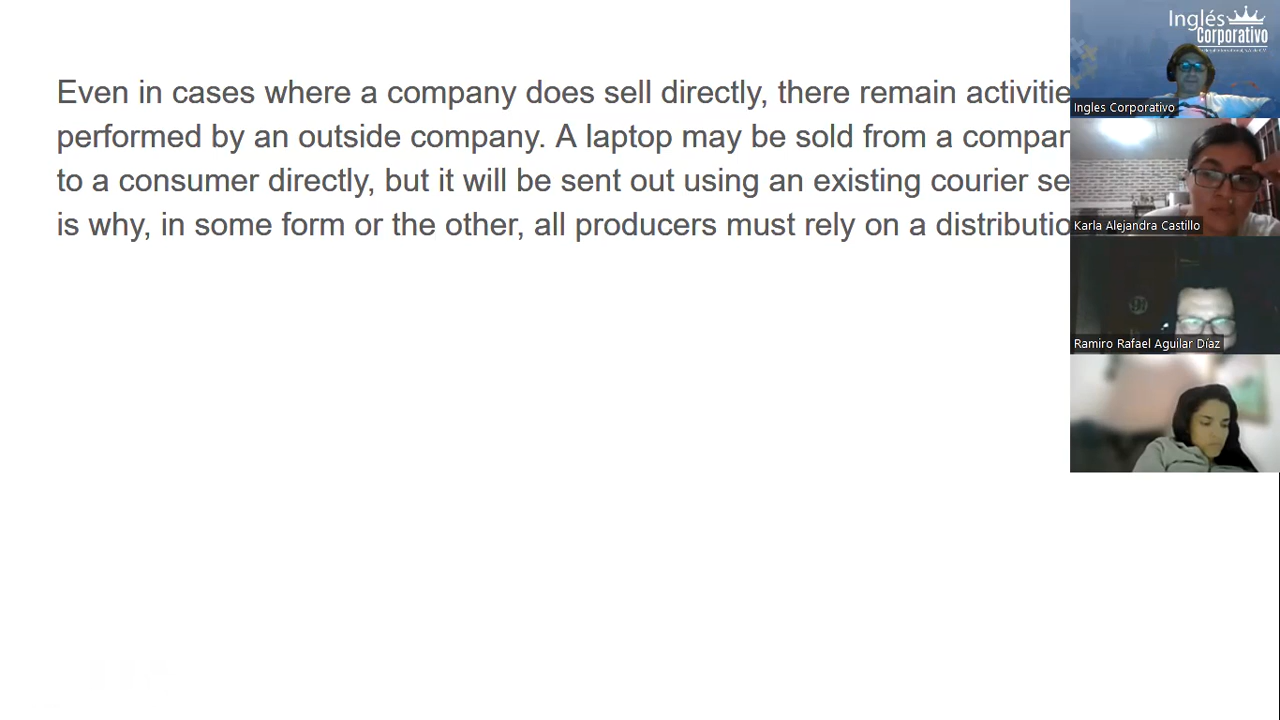 Even in cases where a company does sell directly, there remain activitie
performed by an outside company. A laptop may be sold from a compan
to a consumer directly, but it will be sent out using an existing courier se
is why, in some form or the other, all producers must rely on a distributio
Inglés
Corporativo
Ingles Corporativo
Karla Alejandra Castillo
Ramiro Rafael Aguilar Díaz